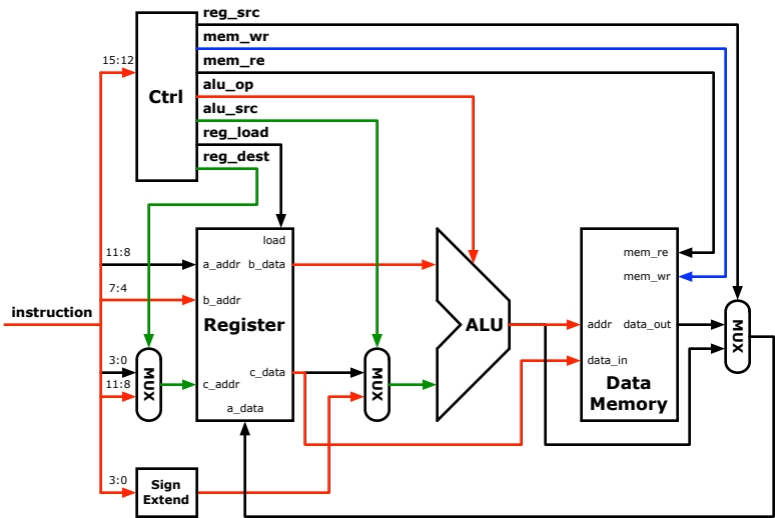 reg_src
mem_wr
mem_re
15:12
alu_op
Ctrl
alu_src
reg_load
reg_dest
load
11:8
a_addr b_data
mem_re
mem_wr
7:4
b_addr
instruction
Register
ALU
addr data_out
MUX
3:0
c_data
data_in
11:8
MUX
c_addr
MUX
Data
Memory
a_data
3:0
Sign
Extend